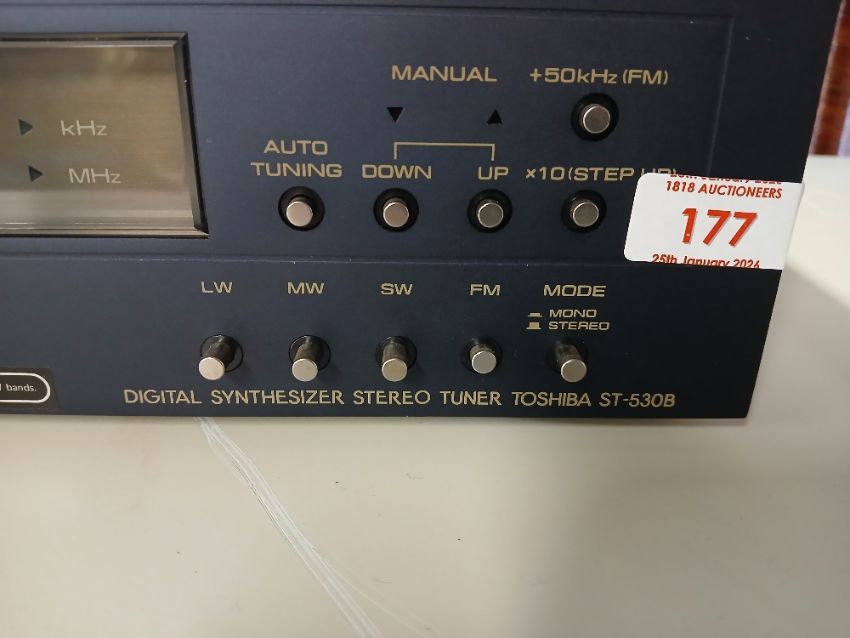 MANUAL +50kHz (FM)
kHz
MHz
AUTO
TUNING
DOWN UP ×10 (STEP UP)
1818 AUCTIONEERS
177
25th January 2026
LW MW SW FM MODE
MONO
STEREO
bands.
DIGITAL SYNTHESIZER STEREO TUNER TOSHIBA ST-530B